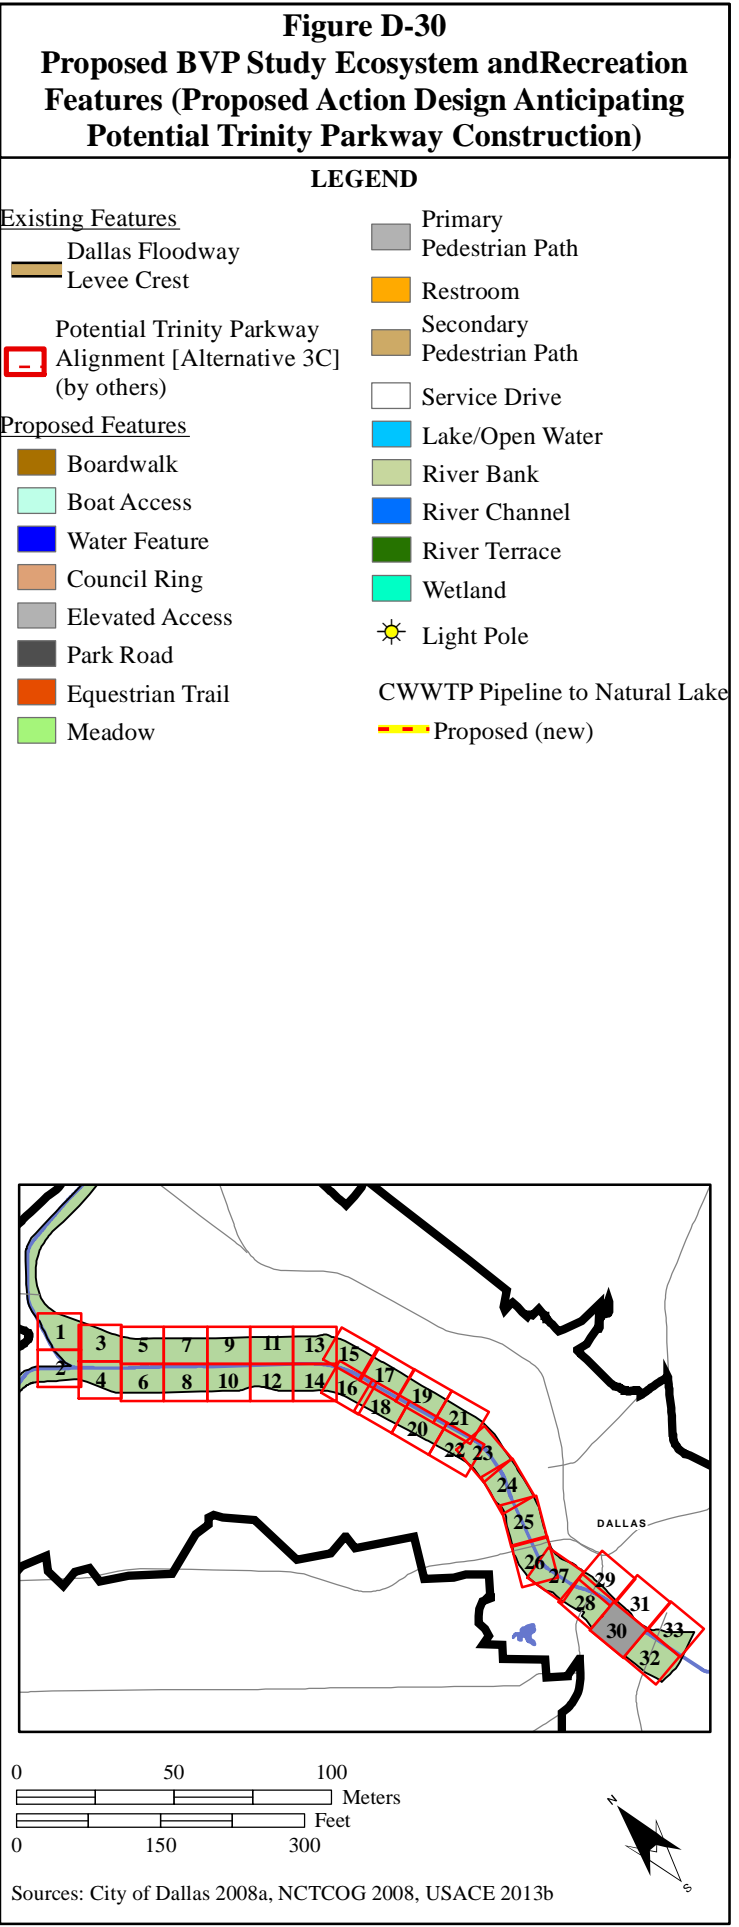 Figure D-30
Proposed BVP Study Ecosystem andRecreation
Features (Proposed Action Design Anticipating
Potential Trinity Parkway Construction)
LEGEND
Existing Features
Dallas Floodway
Levee Crest
Potential Trinity Parkway
Alignment [Alternative 3C]
(by others)
Proposed Features
Boardwalk
Boat Access
Water Feature
Council Ring
Elevated Access
Park Road
Equestrian Trail
Meadow
Primary
Pedestrian Path
Restroom
Secondary
Pedestrian Path
Service Drive
Lake/Open Water
River Bank
River Channel
River Terrace
Wetland
Light Pole
CWWTP Pipeline to Natural Lake
Proposed (new)
1
2
3
4
5
6
7
8
9
10
11
12
13
14
15
16
17
18
19
20
21
22
23
24
25
26
27
28
29
30
31
32
33
DALLAS
0 50 100
Meters
Feet
0 150 300
N
S
Sources: City of Dallas 2008a, NCTCOG 2008, USACE 2013b